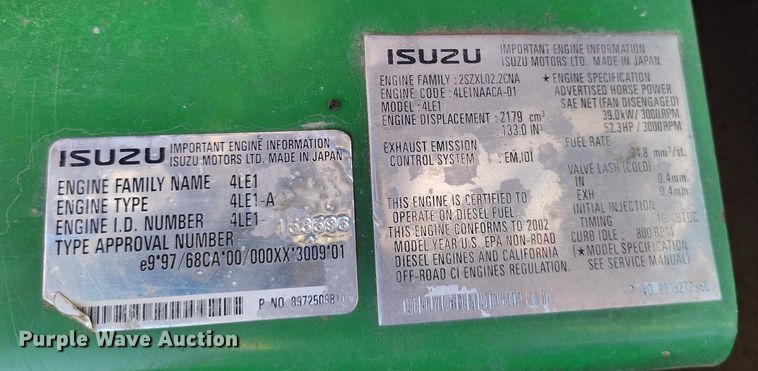 ISUZU IMPORTANT ENGINE INFORMATION
ISUZU MOTORS LTD. MADE IN JAPAN
ENGINE FAMILY NAME 4LE1
ENGINE TYPE 4LE1-A
ENGINE I.D. NUMBER 4LE1-
TYPE APPROVAL NUMBER
e9*97/68CA*00/000XX*3009*01
P NO.
ISUZU IMPORTANT ENGINE INFORMATION
ISUZU MOTORS LTD. MADE IN JAPAN
ENGINE FAMILY : 2SZXL02.2CNA
ENGINE CODE : 4LE1NAACA-01
MODEL : 4LE1
ENGINE DISPLACEMENT : 2179 cm³
: 133.0 IN³
EXHAUST EMISSION
CONTROL SYSTEM : EM,IDI
THIS ENGINE IS CERTIFIED TO
OPERATE ON DIESEL FUEL.
THIS ENGINE CONFORMS TO 2002
MODEL YEAR U.S. EPA NON-ROAD
DIESEL ENGINES AND CALIFORNIA
OFF-ROAD CI ENGINES REGULATION.
★ ENGINE SPECIFICATION
ADVERTISED HORSE POWER
SAE NET (FAN DISENGAGED)
39.0kW / 3000RPM
52.3HP / 3000RPM
FUEL RATE
34.8 mm³/st.
VALVE LASH (COLD)
IN 0.4mm
EXH 0.4mm
INITIAL INJECTION
TIMING BTDC
CURB IDLE : 800 RPM
(★MODEL SPECIFICATION
SEE SERVICE MANUAL)
NO.
Purple Wave Auction